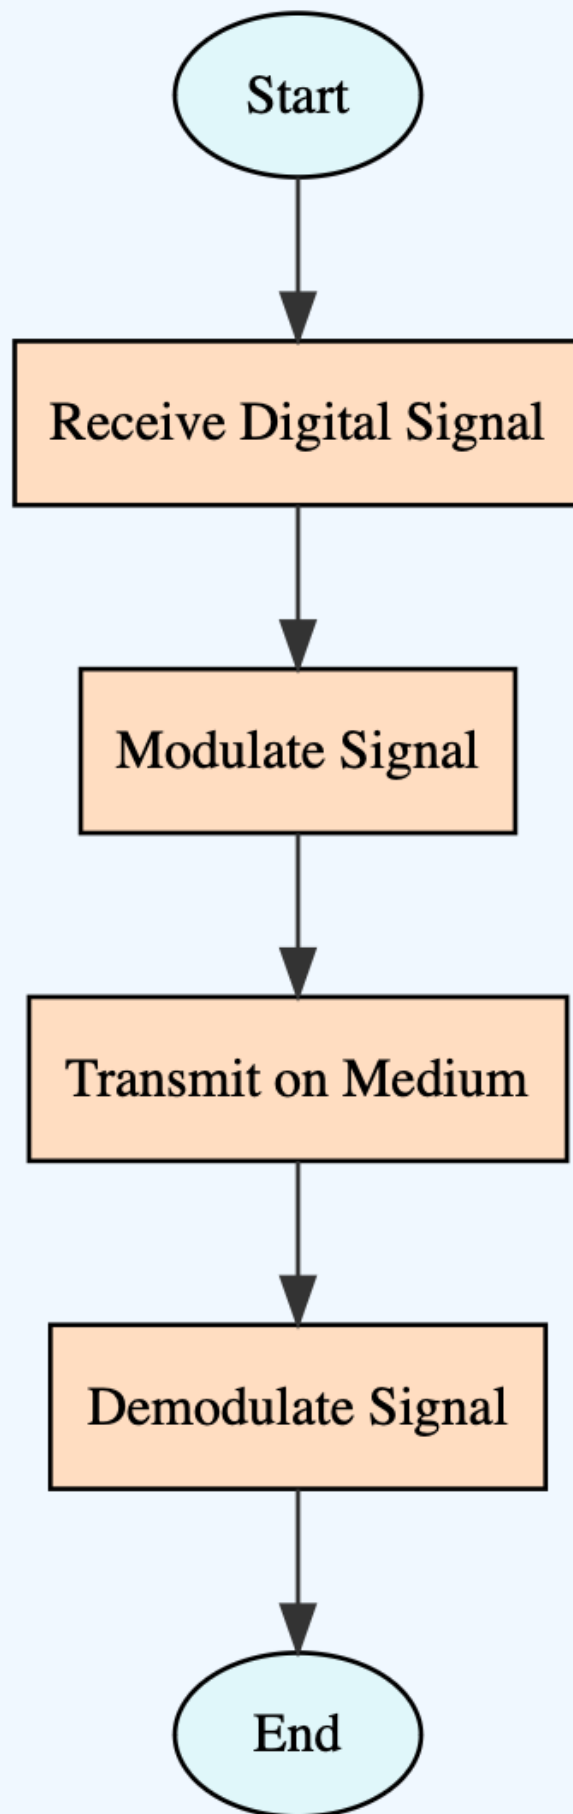 Start
Receive Digital Signal
Modulate Signal
Transmit on Medium
Demodulate Signal
End